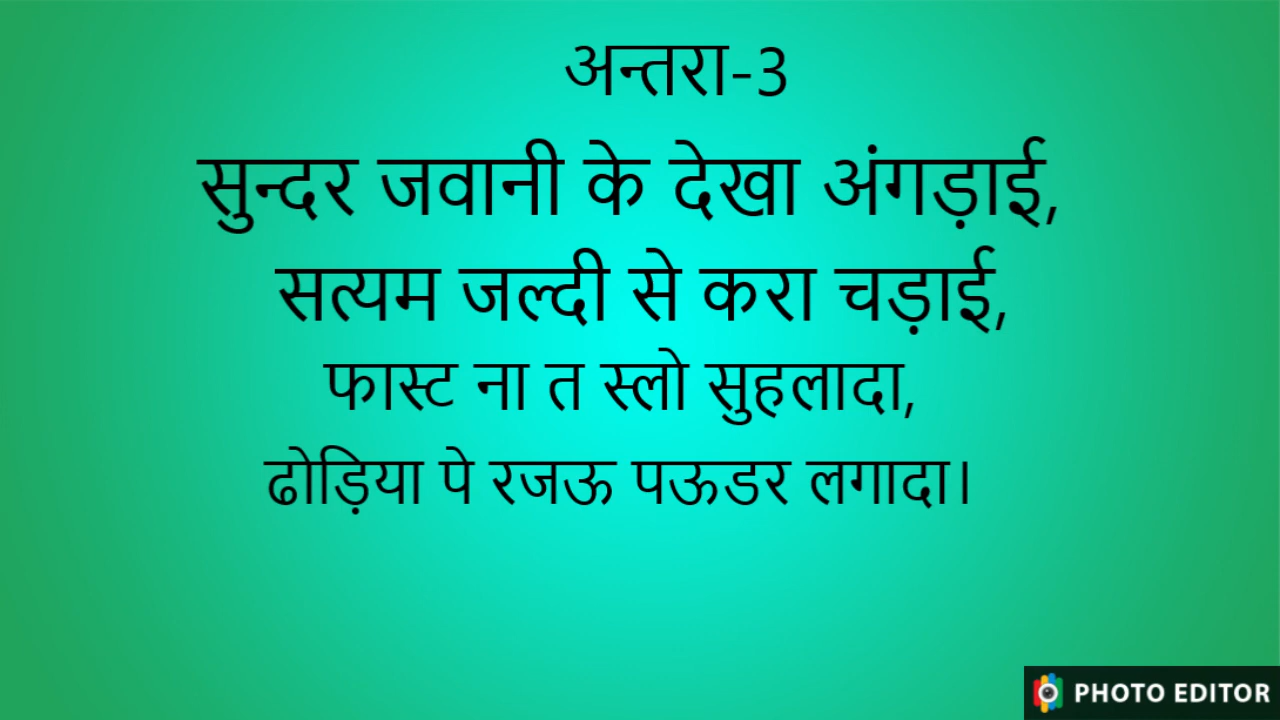 अन्तरा-3
सुन्दर जवानी के देखा अंगड़ाई,
सत्यम जल्दी से करा चड़ाई,
फास्ट ना त स्लो सुहलादा,
ढोड़िया पे रजऊ पऊडर लगादा।
PHOTO EDITOR